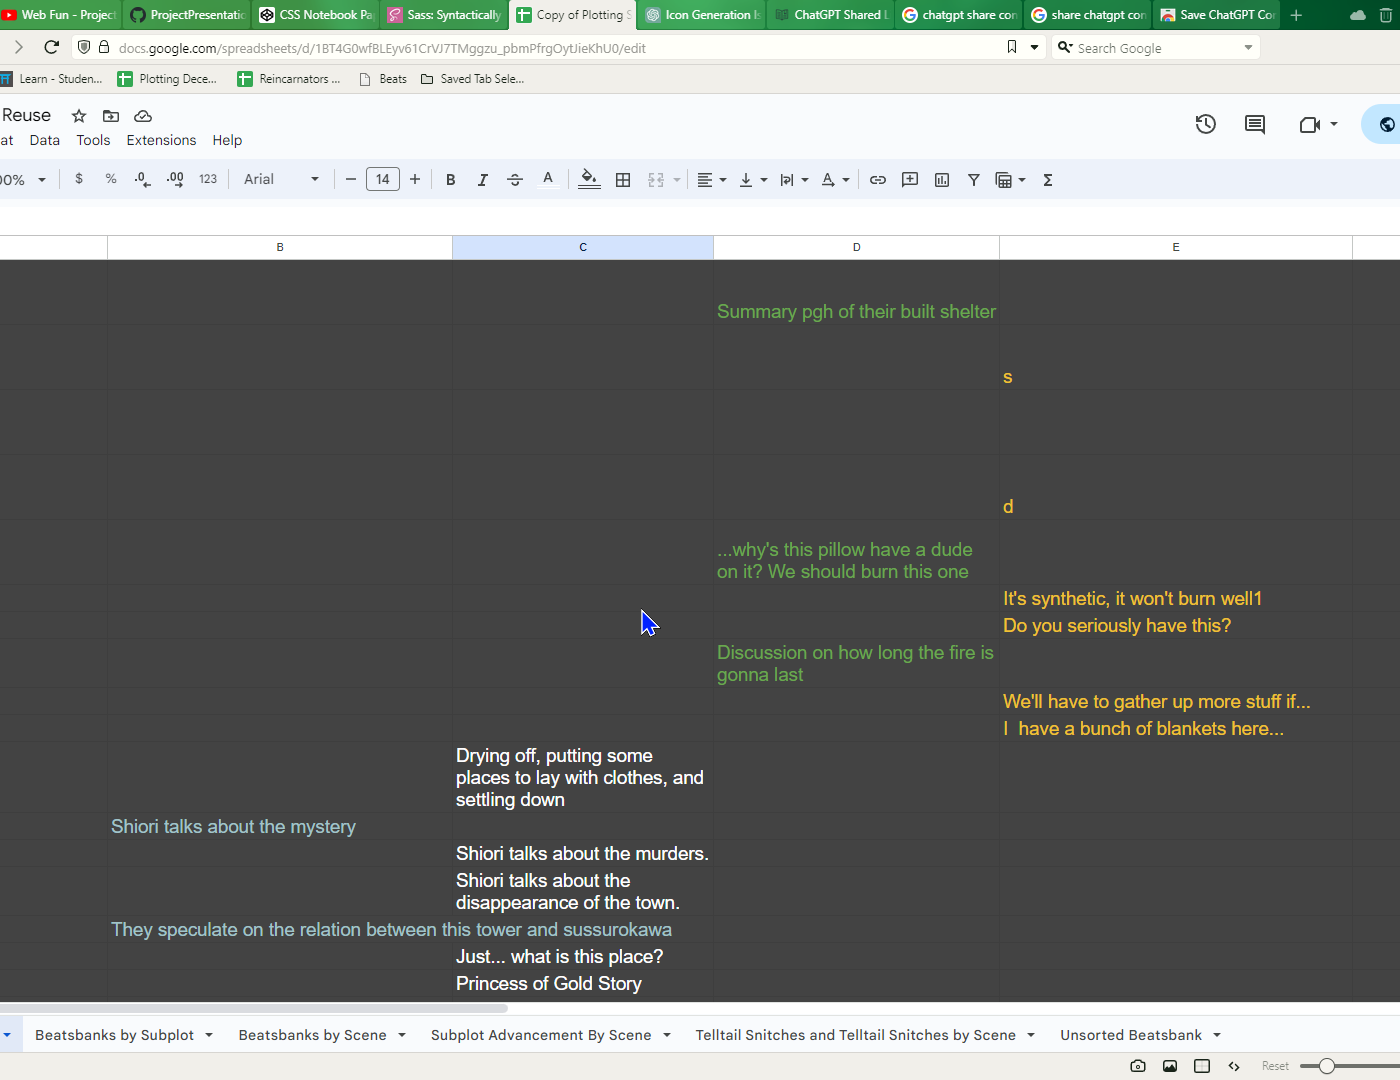 Web Fun - Project
ProjectPresentatio
CSS Notebook Pa
Sass: Syntactically
Copy of Plotting S
Icon Generation Is
ChatGPT Shared L
chatgpt share con
share chatgpt con
Save ChatGPT Co
docs.google.com/spreadsheets/d/1BT4G0wfBLEyv61CrVJ7TMggzu_pbmPfrgOytJieKhU0/edit
Search Google
Learn - Studen...
Plotting Dece...
Reincarnators ...
Beats
Saved Tab Sele...
Reuse
at Data Tools Extensions Help
00% $ % .0 .00 123 Arial 14 B I S A
B C D E
Summary pgh of their built shelter
s
d
...why's this pillow have a dude
on it? We should burn this one
It's synthetic, it won't burn well1
Do you seriously have this?
Discussion on how long the fire is
gonna last
We'll have to gather up more stuff if...
I  have a bunch of blankets here...
Drying off, putting some
places to lay with clothes, and
settling down
Shiori talks about the mystery
Shiori talks about the murders.
Shiori talks about the
disappearance of the town.
They speculate on the relation between this tower and sussurokawa
Just... what is this place?
Princess of Gold Story
Beatsbanks by Subplot
Beatsbanks by Scene
Subplot Advancement By Scene
Telltail Snitches and Telltail Snitches by Scene
Unsorted Beatsbank
Reset